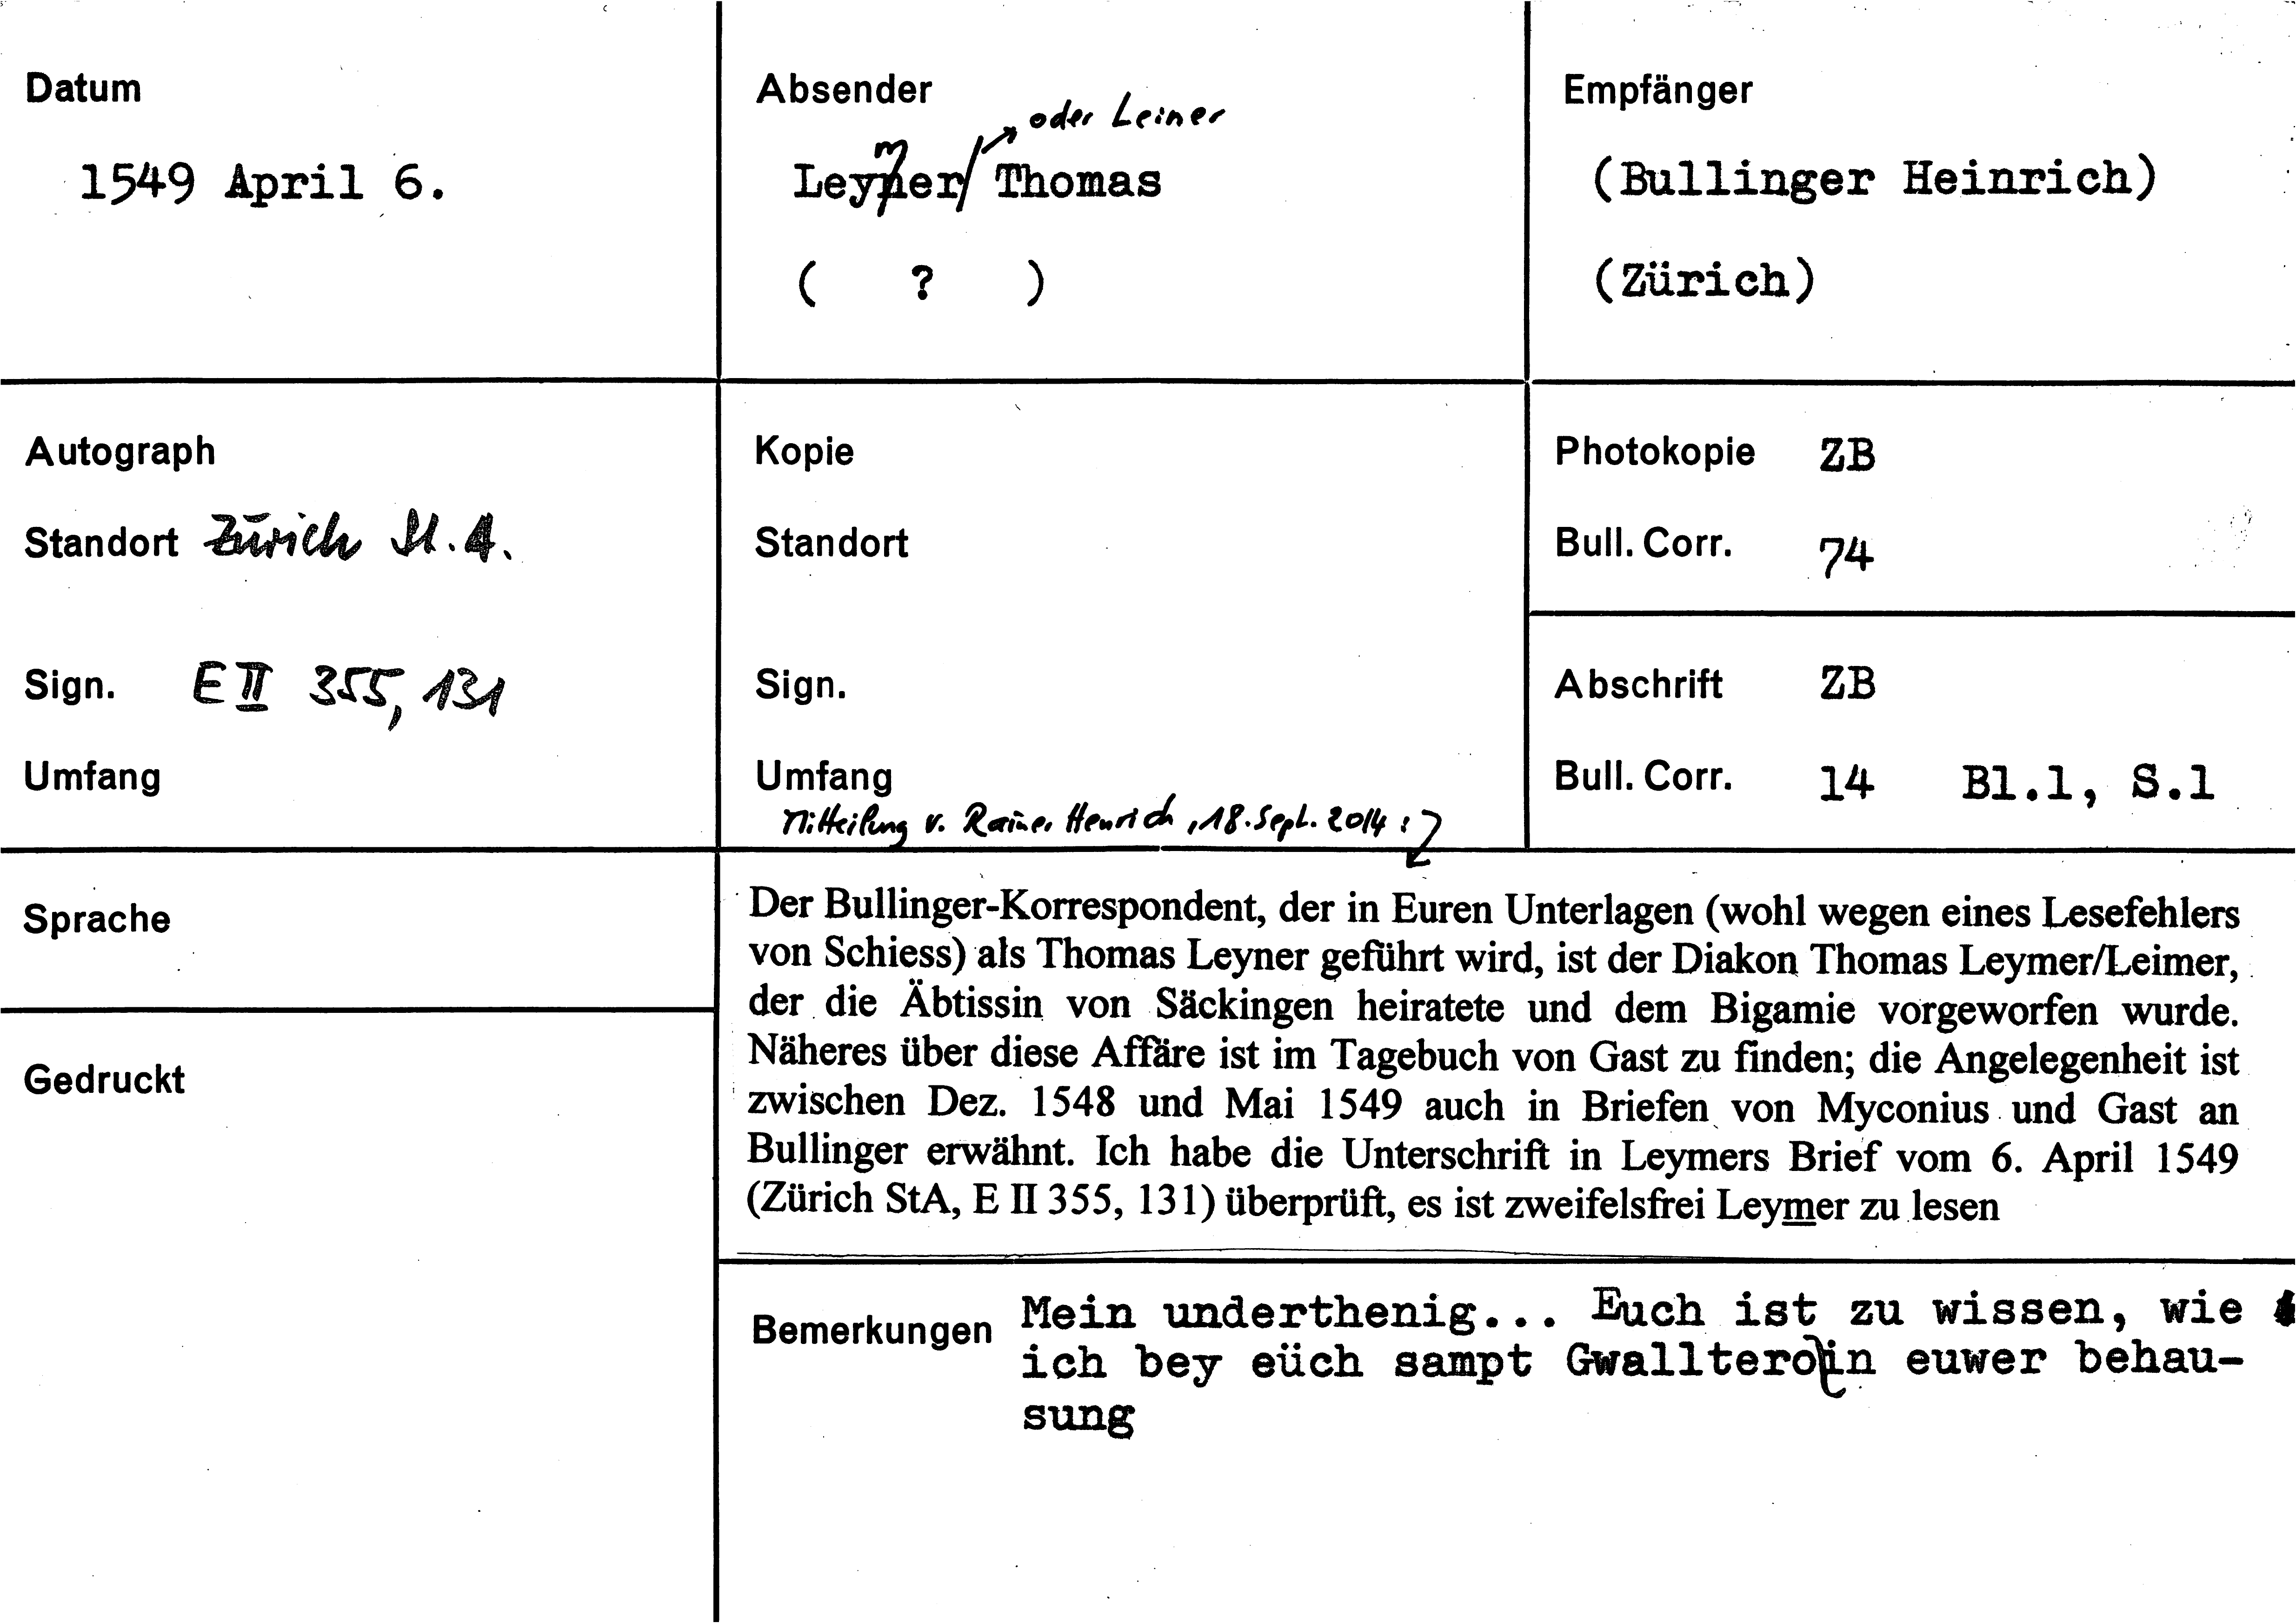 Datum
1549 April 6.
Absender
oder Leiner
Leymer/ Thomas
( ? )
Empfänger
(Bullinger Heinrich)
(Zürich)
Autograph
Standort Zürich St.A.
Sign. E II 355, 131
Umfang
Kopie
Standort
Sign.
Umfang
Mitteilung v. Rainer Henrich, 18. Sept. 2014:
Photokopie ZB
Bull. Corr. 74
Abschrift ZB
Bull. Corr. 14 Bl.1, S.1
Sprache
Gedruckt
Der Bullinger-Korrespondent, der in Euren Unterlagen (wohl wegen eines Lesefehlers
von Schiess) als Thomas Leyner geführt wird, ist der Diakon Thomas Leymer/Leimer,
der die Äbtissin von Säckingen heiratete und dem Bigamie vorgeworfen wurde.
Näheres über diese Affäre ist im Tagebuch von Gast zu finden; die Angelegenheit ist
zwischen Dez. 1548 und Mai 1549 auch in Briefen von Myconius und Gast an
Bullinger erwähnt. Ich habe die Unterschrift in Leymers Brief vom 6. April 1549
(Zürich StA, E II 355, 131) überprüft, es ist zweifelsfrei Leymer zu lesen
Bemerkungen
Mein underthenig... Euch ist zu wissen, wie
ich bey eüch sampt Gwalltero in euwer behau-
sung